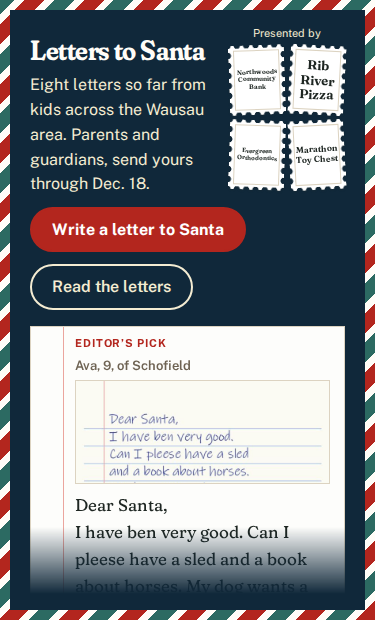 Presented by
Letters to Santa
Eight letters so far from
kids across the Wausau
area. Parents and
guardians, send yours
through Dec. 18.
Northwoods
Community
Bank
Rib
River
Pizza
Evergreen
Orthodontics
Marathon
Toy Chest
Write a letter to Santa
Read the letters
EDITOR'S PICK
Ava, 9, of Schofield
Dear Santa,
I have ben very good.
Can I pleese have a sled
and a book about horses.
Dear Santa,
I have ben very good. Can I
pleese have a sled and a book
about horses. My dog wants a